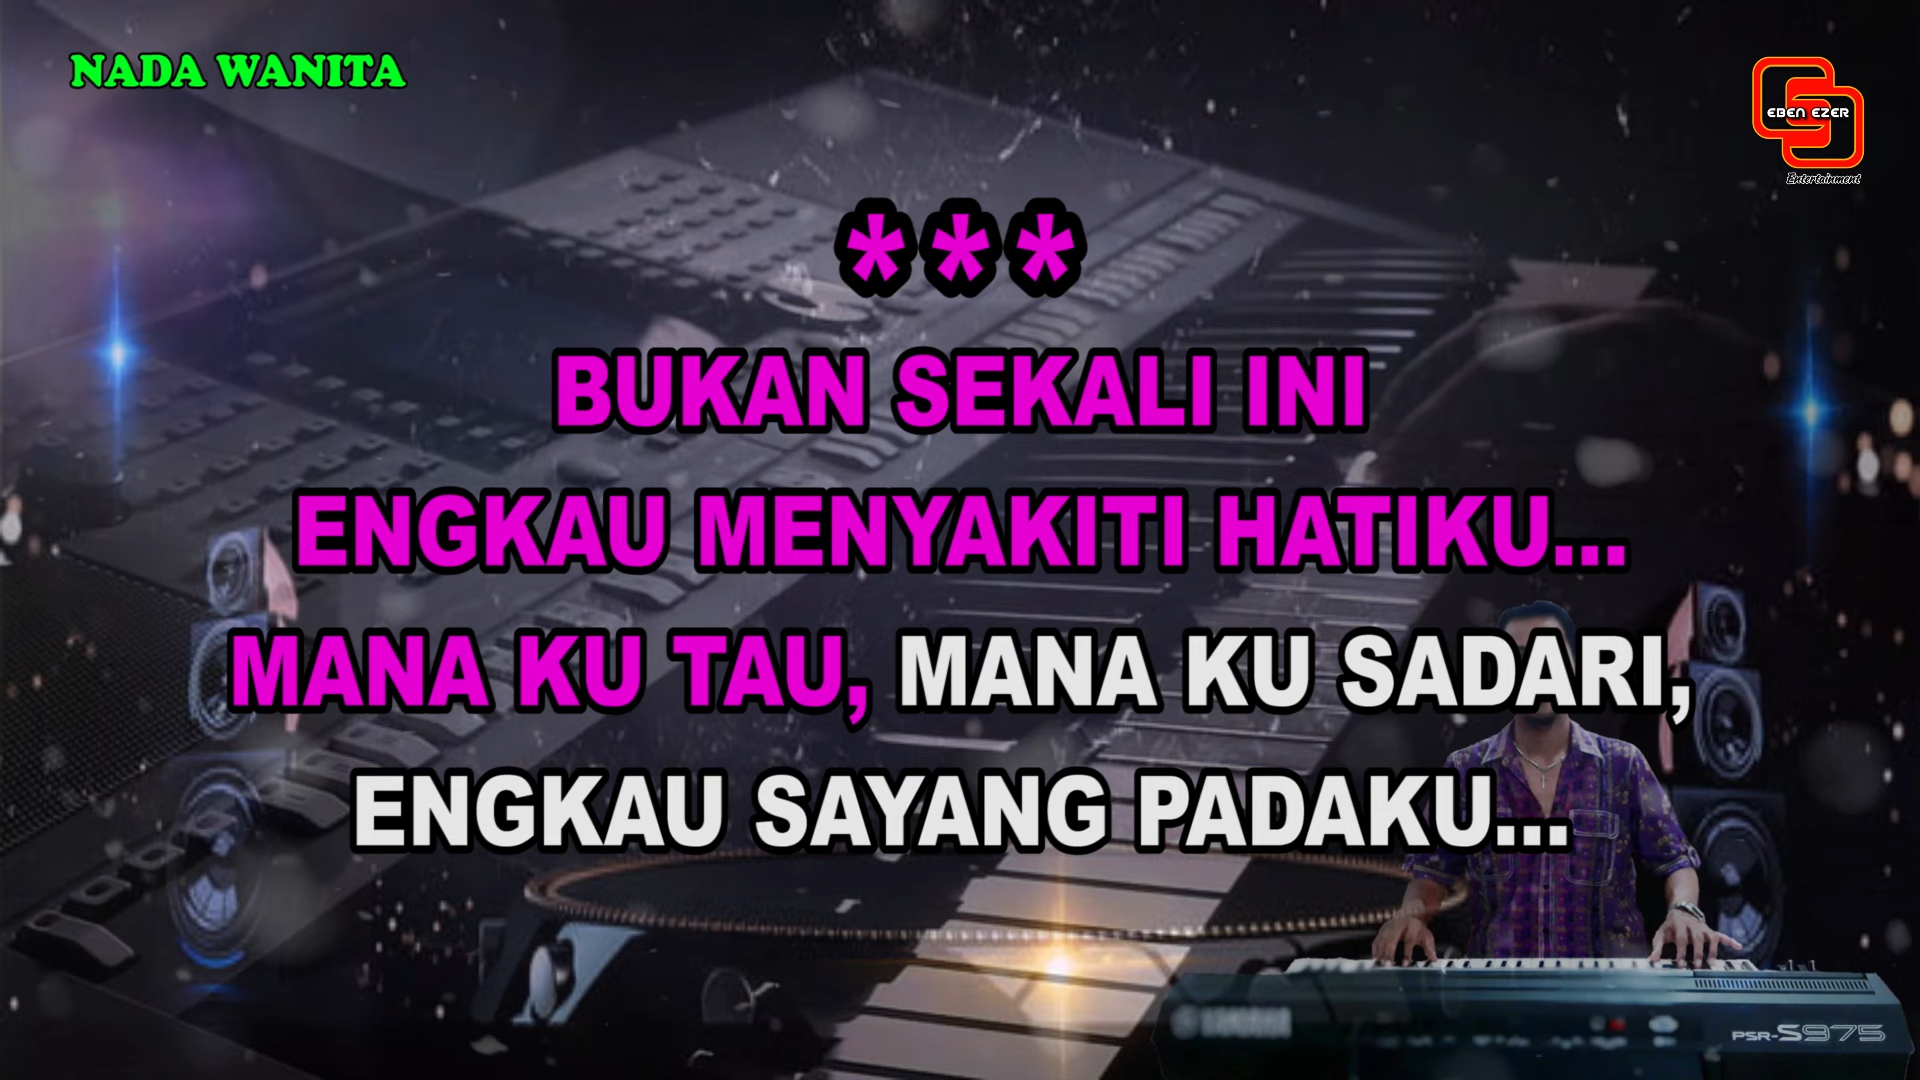 NADA WANITA
EBEN EZER
Entertainment
***
BUKAN SEKALI INI
ENGKAU MENYAKITI HATIKU...
MANA KU TAU, MANA KU SADARI,
ENGKAU SAYANG PADAKU...
PSR-S975